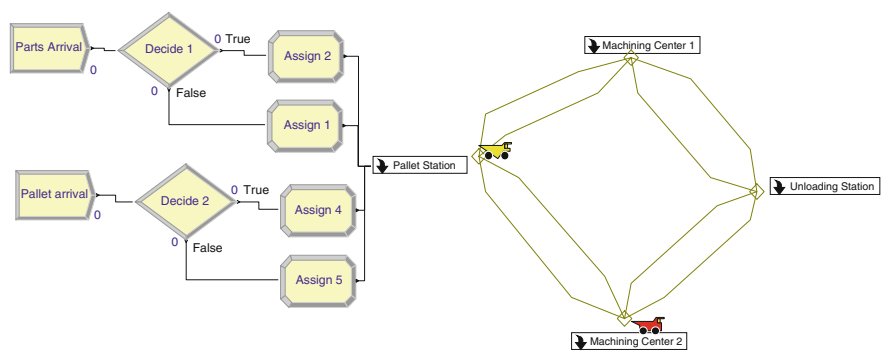 Parts Arrival
0
Decide 1
0 True
0
False
Assign 2
Assign 1
Pallet arrival
0
Decide 2
0 True
0
False
Assign 4
Assign 5
Pallet Station
Machining Center 1
Unloading Station
Machining Center 2